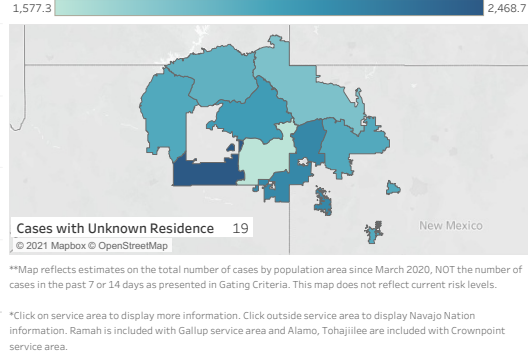 1,577.3 2,468.7
New Mexico
Cases with Unknown Residence 19
© 2021 Mapbox © OpenStreetMap
**Map reflects estimates on the total number of cases by population area since March 2020, NOT the number of
cases in the past 7 or 14 days as presented in Gating Criteria. This map does not reflect current risk levels.
*Click on service area to display more information. Click outside service area to display Navajo Nation
information. Ramah is included with Gallup service area and Alamo, Tohajiilee are included with Crownpoint
service area.